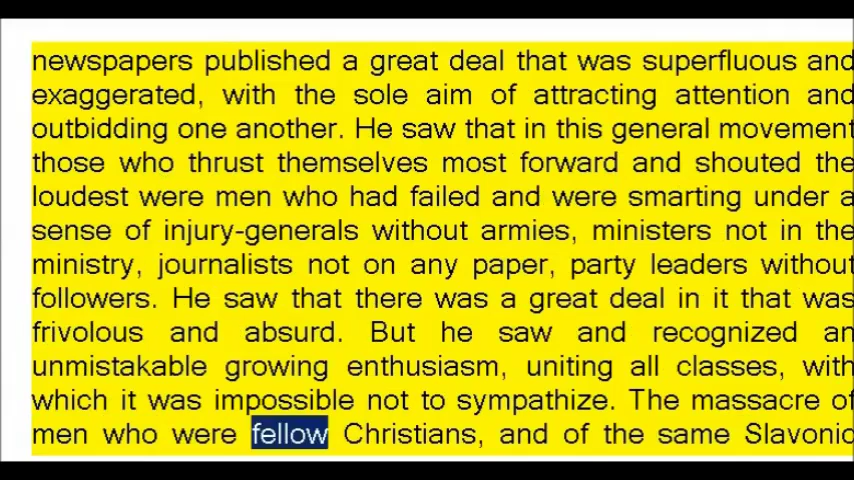 newspapers published a great deal that was superfluous and
exaggerated, with the sole aim of attracting attention and
outbidding one another. He saw that in this general movement
those who thrust themselves most forward and shouted the
loudest were men who had failed and were smarting under a
sense of injury-generals without armies, ministers not in the
ministry, journalists not on any paper, party leaders without
followers. He saw that there was a great deal in it that was
frivolous and absurd. But he saw and recognized an
unmistakable growing enthusiasm, uniting all classes, with
which it was impossible not to sympathize. The massacre of
men who were fellow Christians, and of the same Slavonic